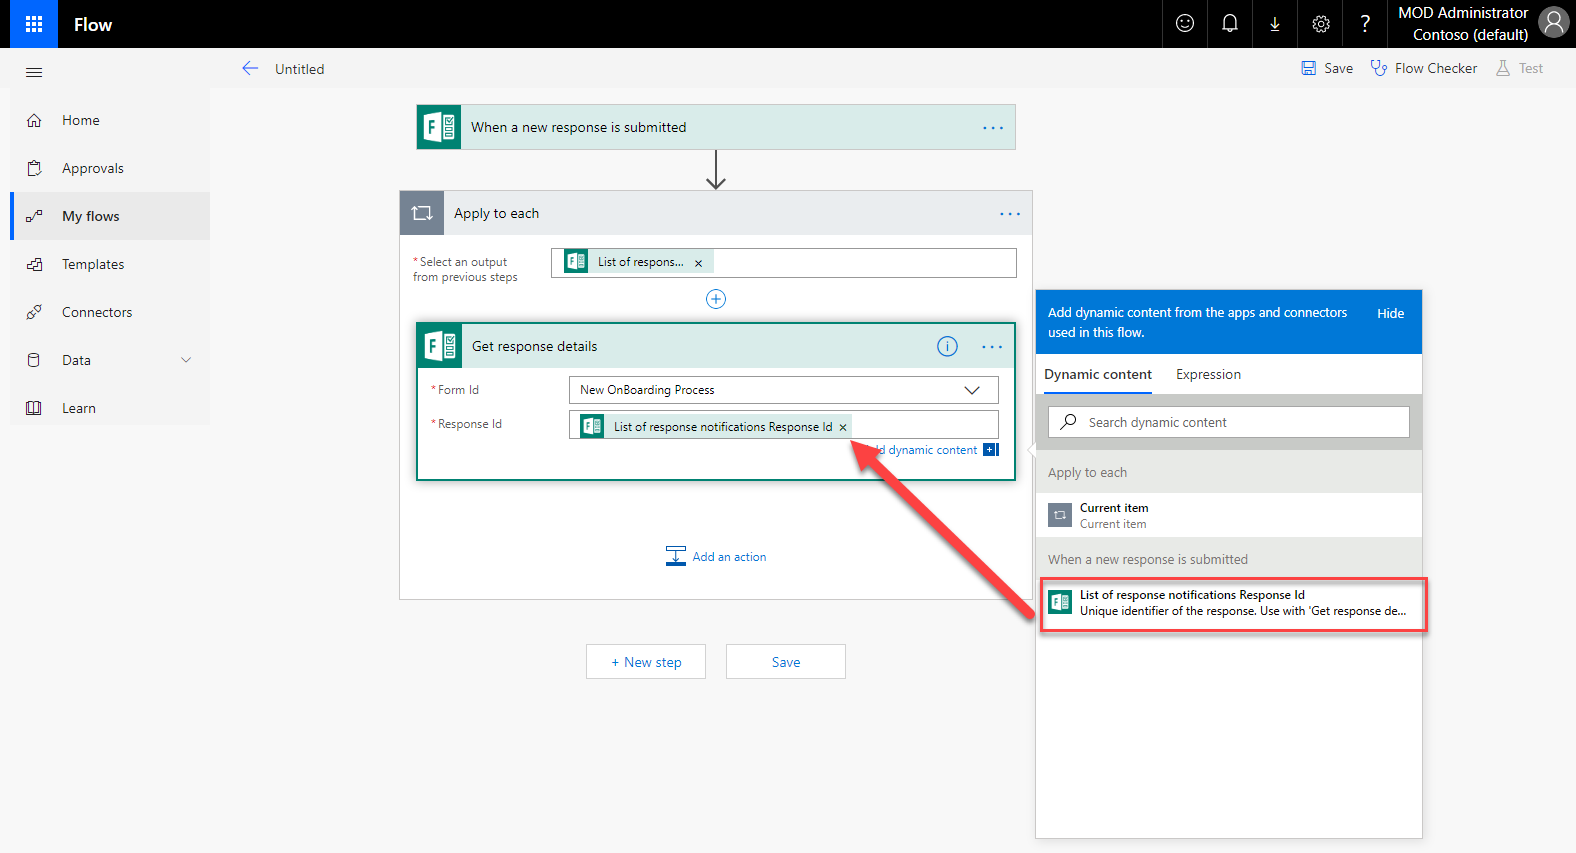 Flow
?
MOD Administrator
Contoso (default)
Untitled
Save
Flow Checker
Test
Home
Approvals
My flows
Templates
Connectors
Data
Learn
F
When a new response is submitted
...
Apply to each
...
*Select an output
from previous steps
F
List of respons... ×
+
F
Get response details
i
...
*Form Id
New OnBoarding Process
*Response Id
F
List of response notifications Response Id ×
dynamic content
+
Add an action
+ New step
Save
Add dynamic content from the apps and connectors
used in this flow.
Hide
Dynamic content
Expression
Search dynamic content
Apply to each
Current item
Current item
When a new response is submitted
F
List of response notifications Response Id
Unique identifier of the response. Use with 'Get response de...